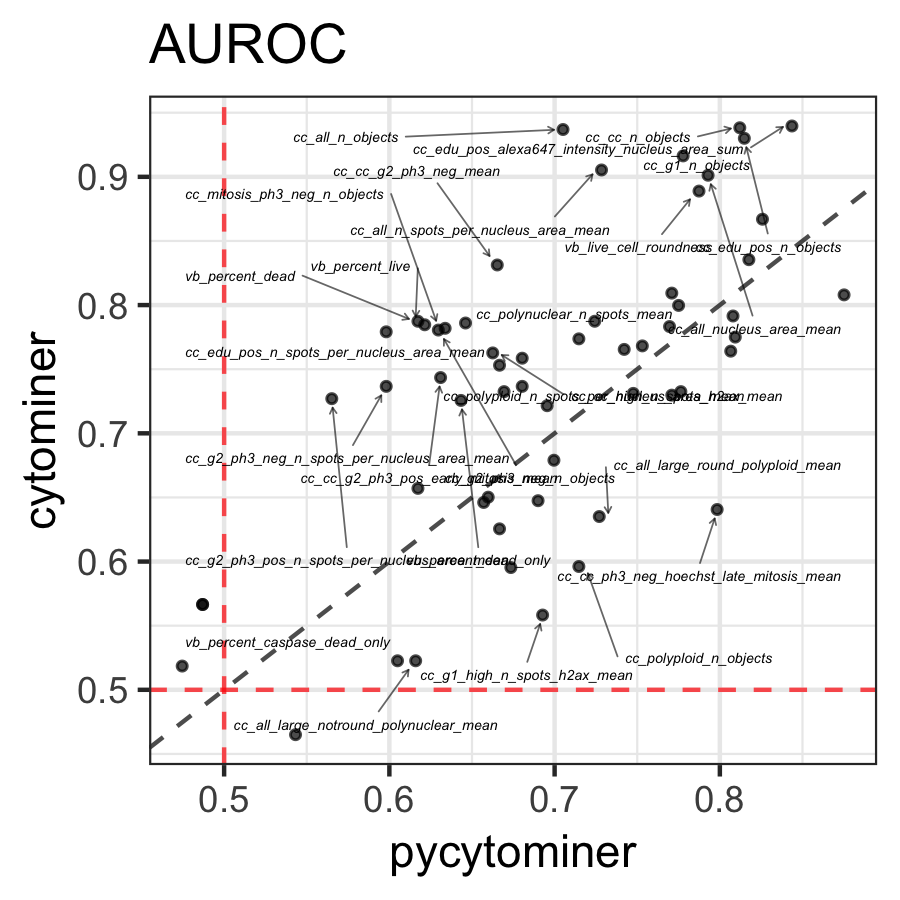 AUROC
cc_all_n_objects
cc_cc_n_objects
cc_edu_pos_alexa647_intensity_nucleus_area_sum
cc_g1_n_objects
cc_cc_g2_ph3_neg_mean
cc_mitosis_ph3_neg_n_objects
cc_all_n_spots_per_nucleus_area_mean
vb_live_cell_roundness
cc_edu_pos_n_objects
vb_percent_live
vb_percent_dead
cc_polynuclear_n_spots_mean
cc_all_nucleus_area_mean
cc_edu_pos_n_spots_per_nucleus_area_mean
cc_g2_ph3_neg_n_spots_per_nucleus_area_mean
cc_all_large_round_polyploid_mean
cc_g2_ph3_neg_n_objects
cc_g2_ph3_pos_n_spots_per_nucleus_area_mean
cc_cc_ph3_neg_hoechst_late_mitosis_mean
vb_percent_caspase_dead_only
cc_polyploid_n_objects
cc_g1_high_n_spots_h2ax_mean
cc_all_large_notround_polynuclear_mean
0.9
0.8
0.7
0.6
0.5
0.5
0.6
0.7
0.8
cytominer
pycytominer